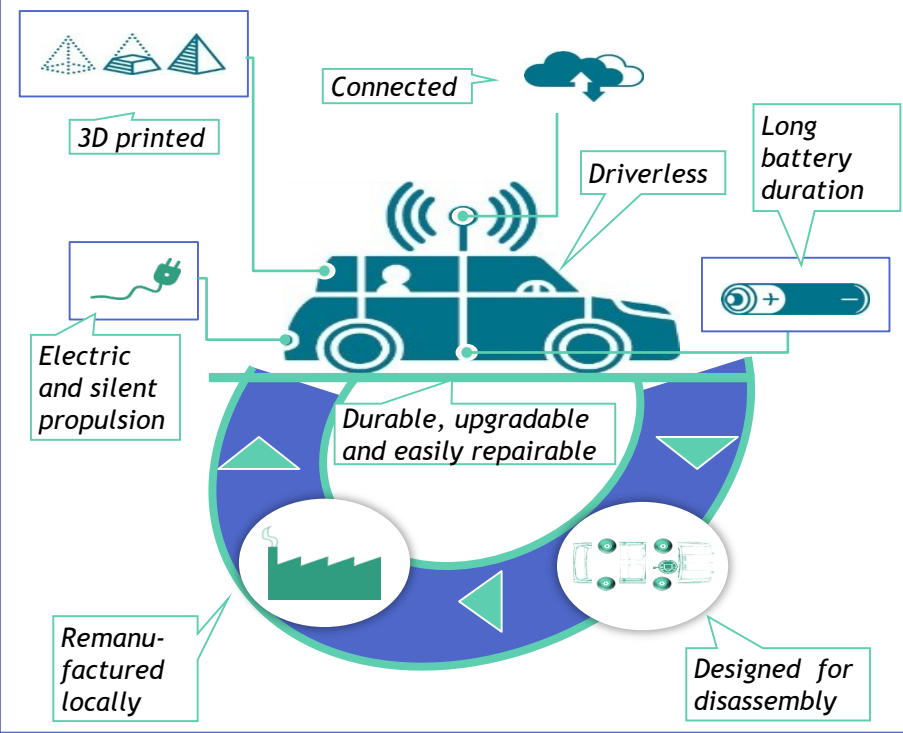 3D printed
Connected
Long
battery
duration
Driverless
+
−
Electric
and silent
propulsion
Durable, upgradable
and easily repairable
Remanu-
factured
locally
Designed for
disassembly